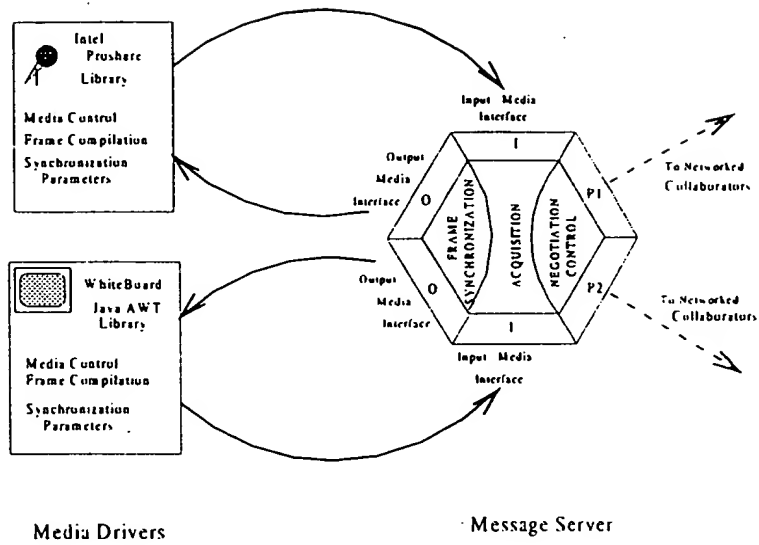 Intel
Proshare
Library
Media Control
Frame Compilation
Synchronization
Parameters
WhiteBoard
Java AWT
Library
Media Control
Frame Compilation
Synchronization
Parameters
Media Drivers
Input Media
Interface
I
Output
Media
Interface
O
FRAME
SYNCHRONIZATION
ACQUISITION
NEGOTIATION
CONTROL
P1
To Networked
Collaborators
Output
Media
Interface
O
I
P2
To Networked
Collaborators
Input Media
Interface
Message Server